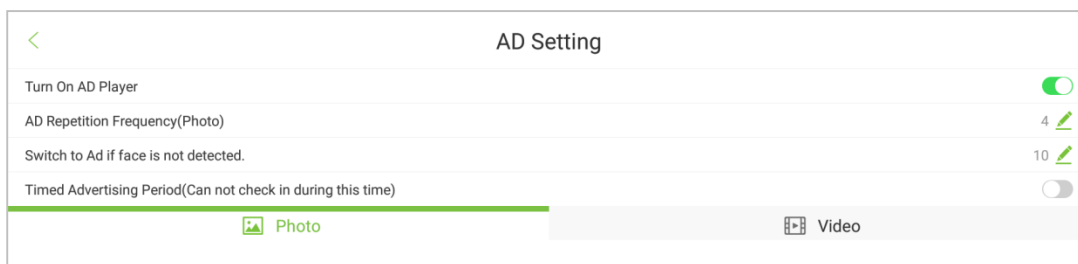 AD Setting
Turn On AD Player
AD Repetition Frequency(Photo) 4
Switch to Ad if face is not detected. 10
Timed Advertising Period(Can not check in during this time)
Photo Video